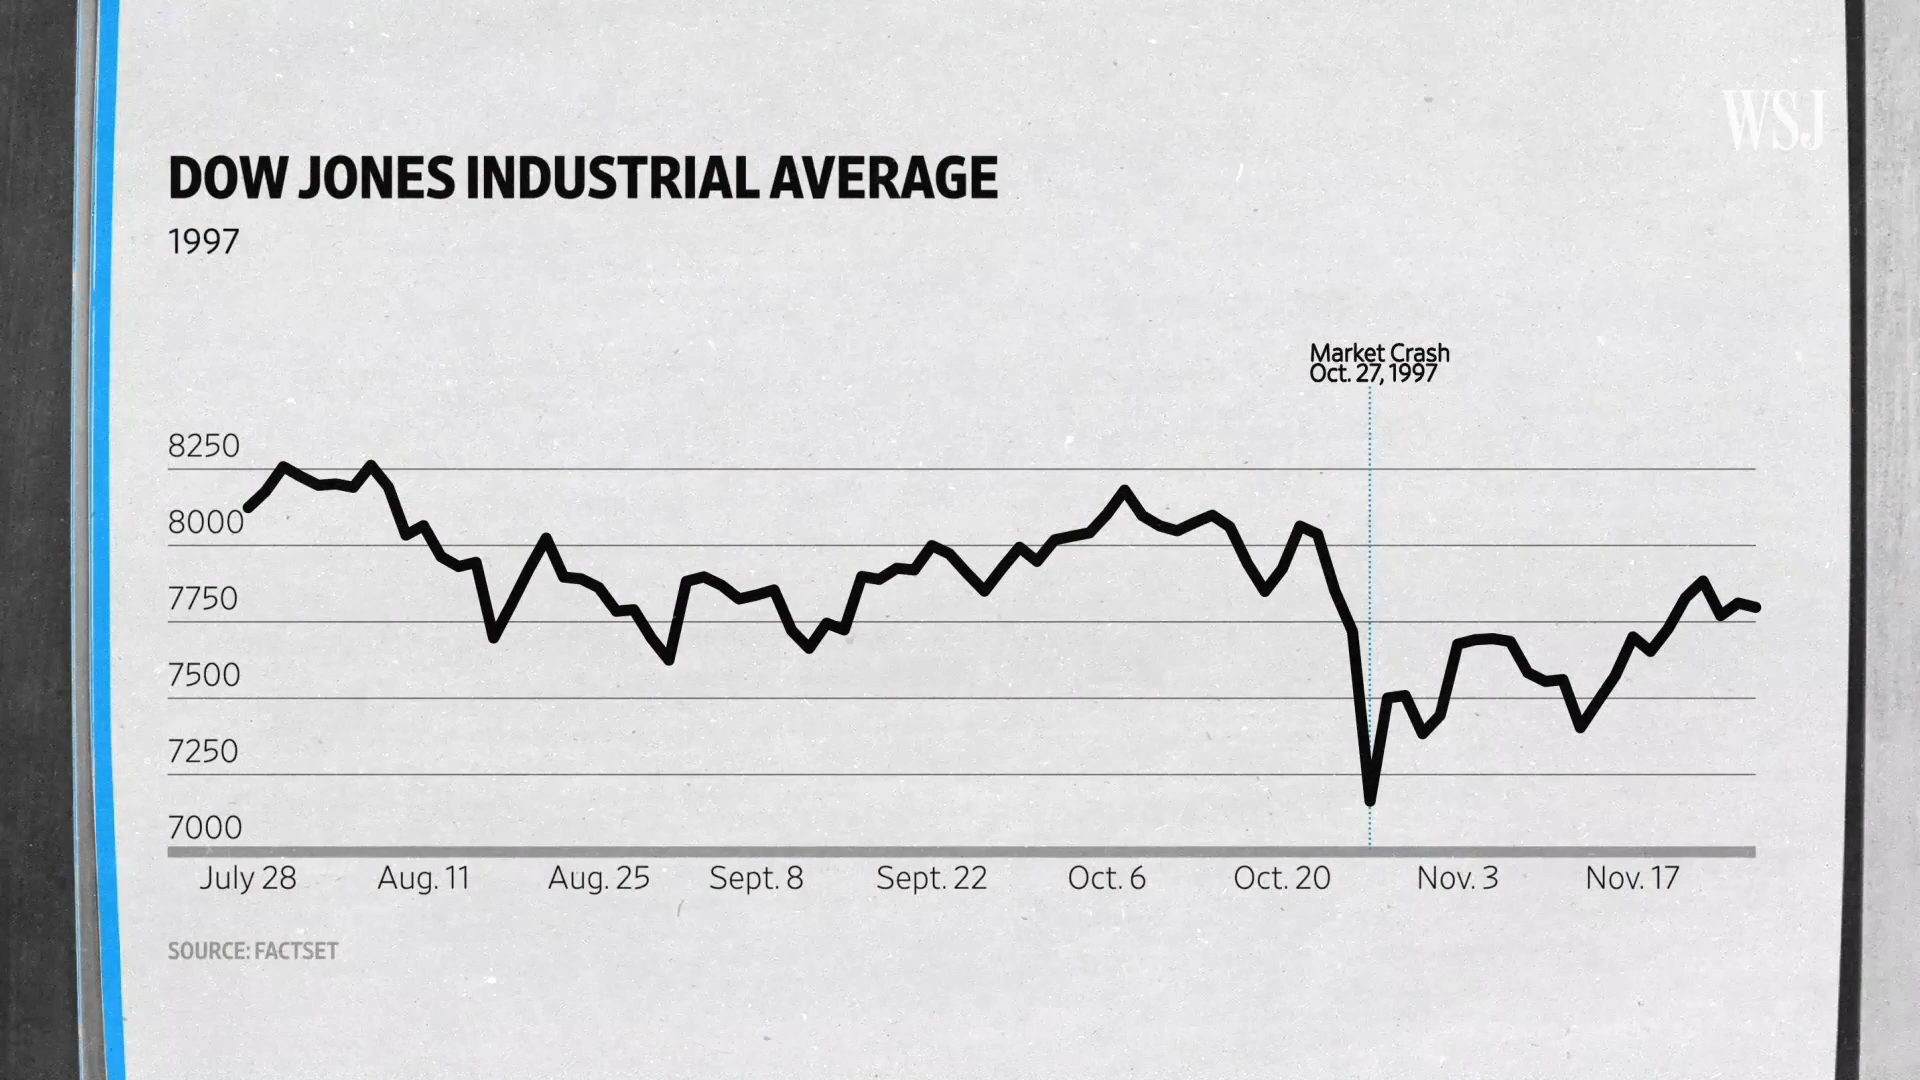 WSJ
DOW JONES INDUSTRIAL AVERAGE
1997
Market Crash
Oct. 27, 1997
8250
8000
7750
7500
7250
7000
July 28 Aug. 11 Aug. 25 Sept. 8 Sept. 22 Oct. 6 Oct. 20 Nov. 3 Nov. 17
SOURCE: FACTSET